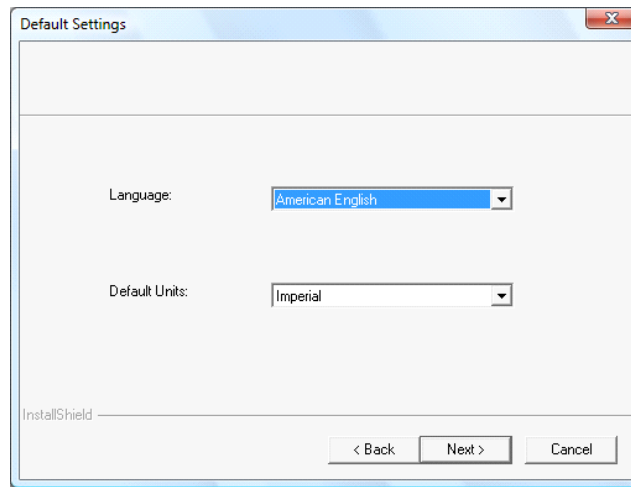 Default Settings
Language:
American English
Default Units:
Imperial
InstallShield
< Back
Next >
Cancel